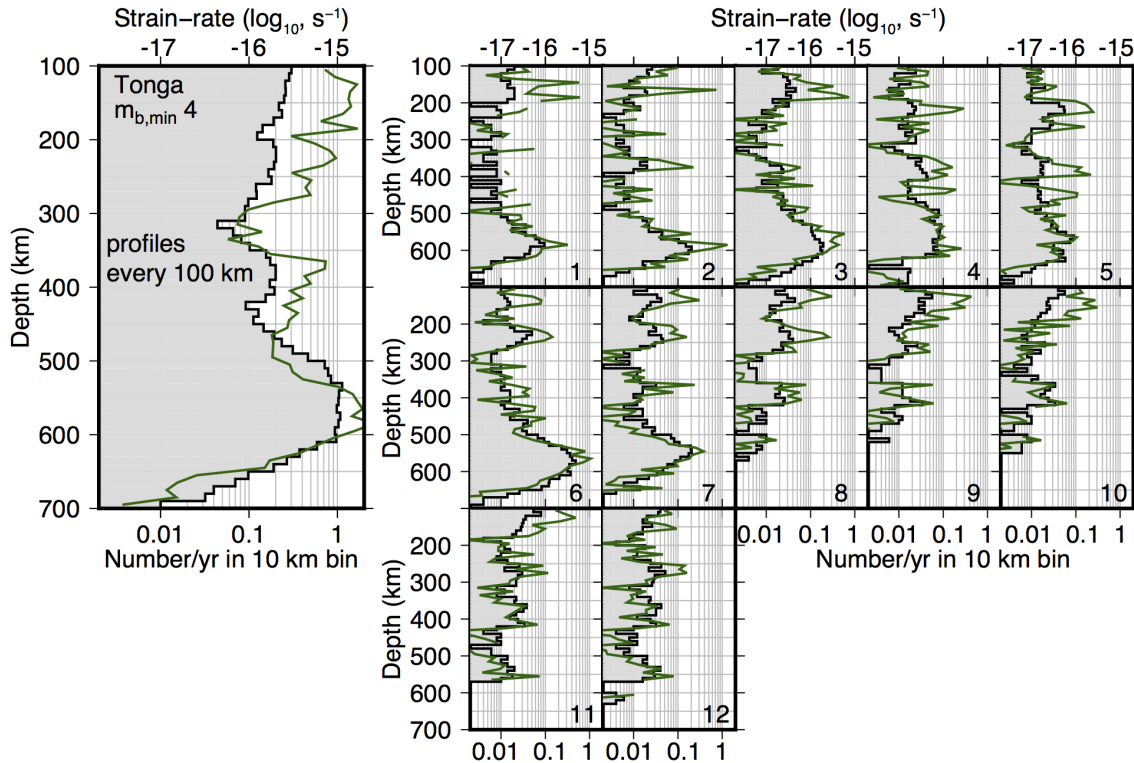 Strain−rate (log10, s−1)
-17 -16 -15
100
200
300
400
500
600
700
Depth (km)
Tonga
mb,min 4
profiles
every 100 km
0.01 0.1 1
Number/yr in 10 km bin
Strain−rate (log10, s−1)
-17 -16 -15 -17 -16 -17 -16 -15
100
200
300
400
500
600
Depth (km)
1 2 3 4 5
200
300
400
500
600
Depth (km)
6 7 8 9 10
0.01 0.1 1 0.01 0.1 1 0.01 0.1 1
Number/yr in 10 km bin
200
300
400
500
600
700
Depth (km)
11 12
0.01 0.1 1 0.01 0.1 1